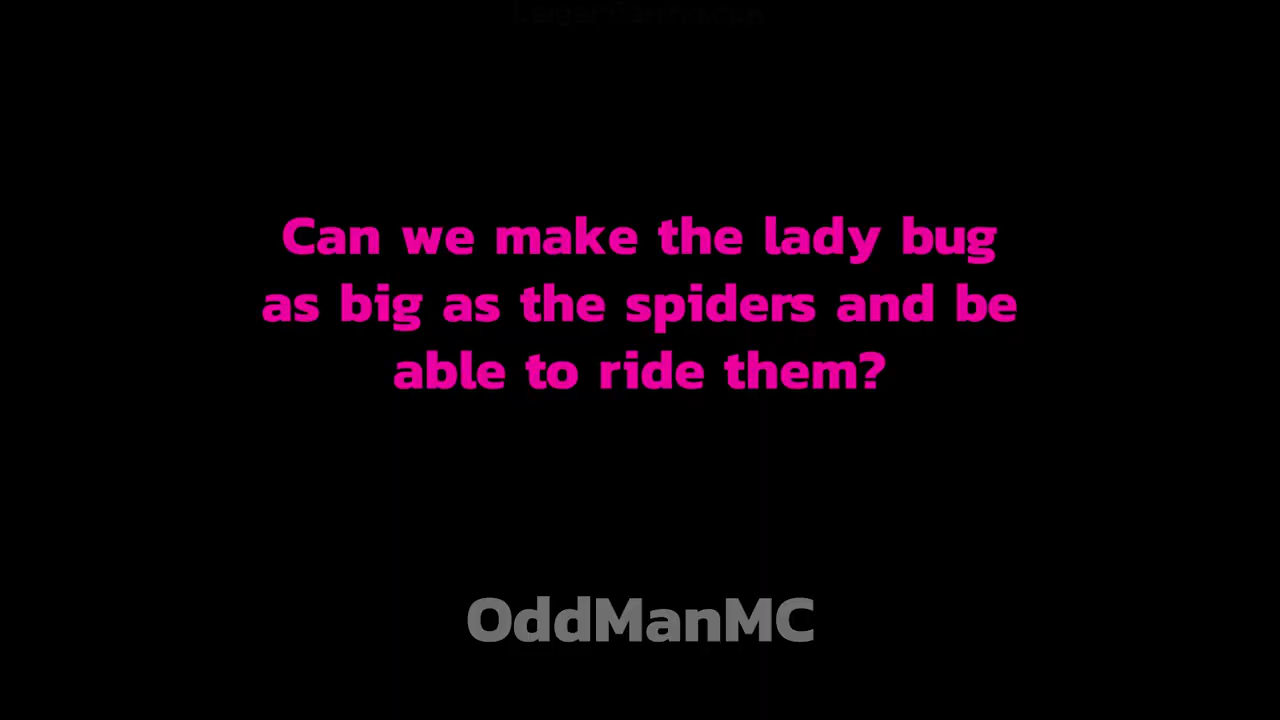 Can we make the lady bug
as big as the spiders and be
able to ride them?
OddManMC